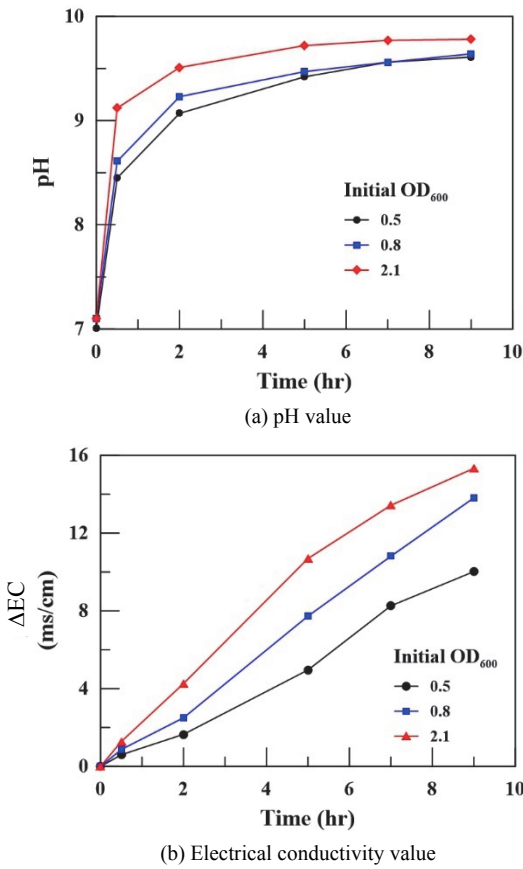 10
9
8
7
pH
Initial OD600
0.5
0.8
2.1
0 2 4 6 8 10
Time (hr)
(a) pH value
16
12
8
4
0
ΔEC
(ms/cm)
Initial OD600
0.5
0.8
2.1
0 2 4 6 8 10
Time (hr)
(b) Electrical conductivity value